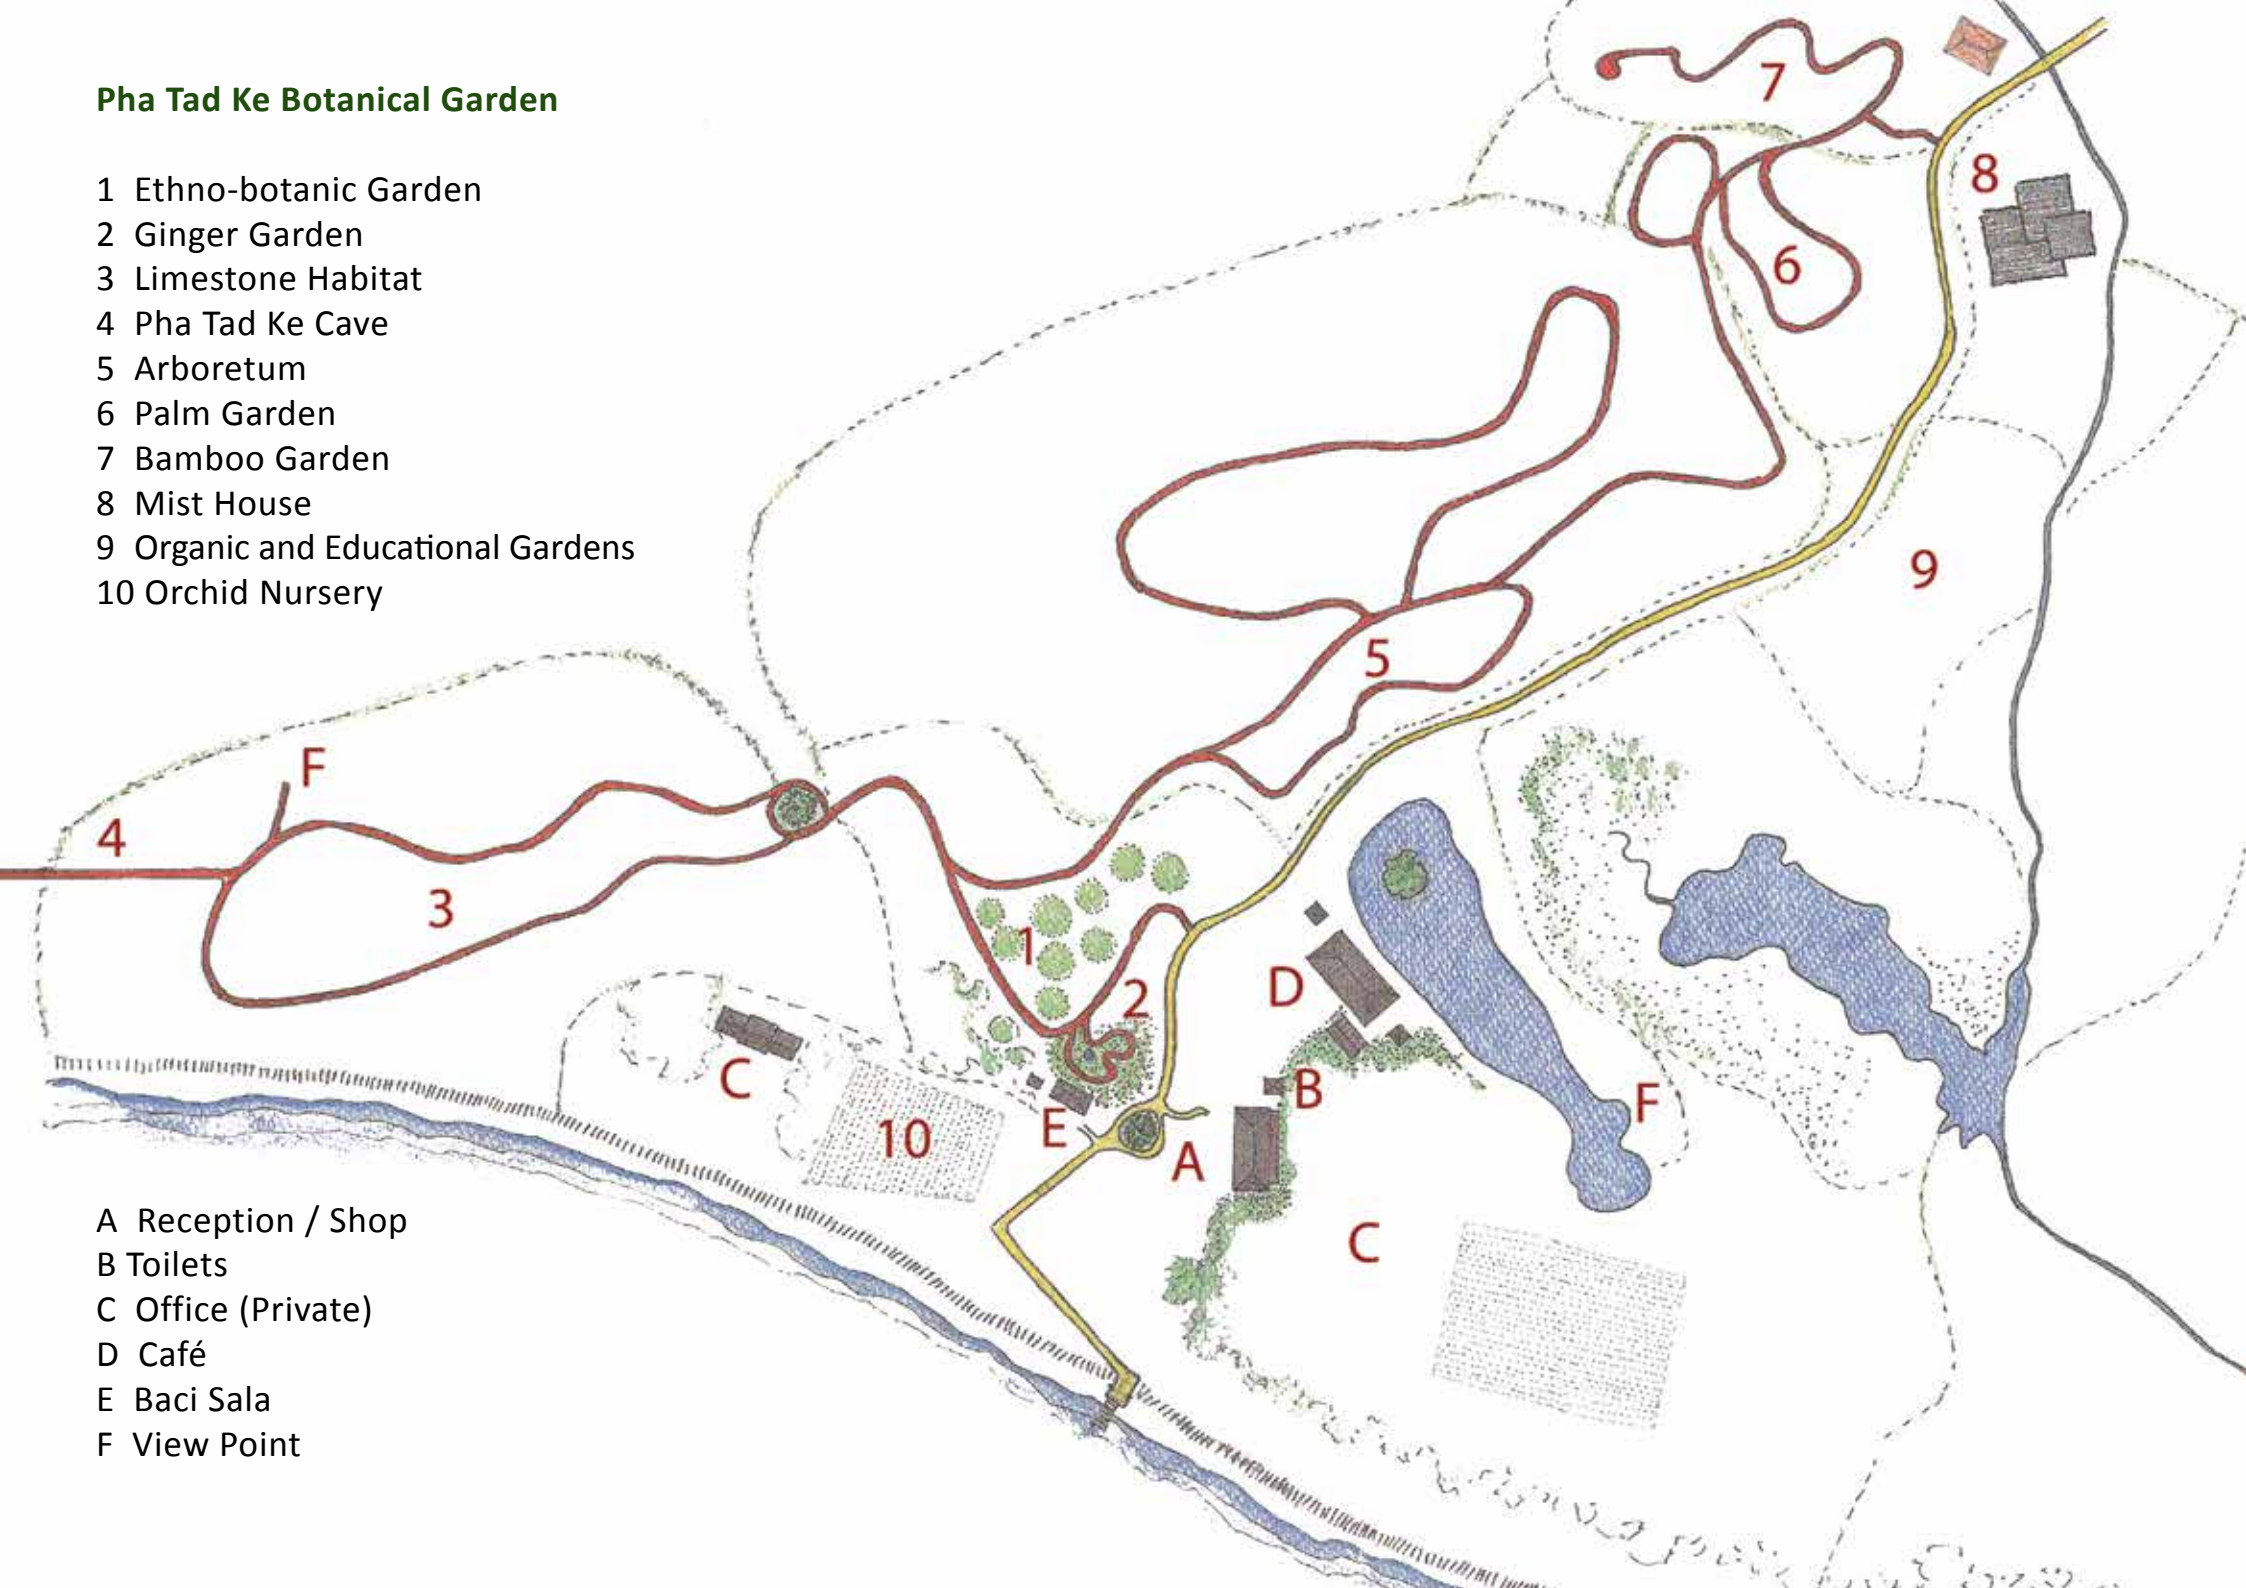 Pha Tad Ke Botanical Garden
1 Ethno-botanic Garden
2 Ginger Garden
3 Limestone Habitat
4 Pha Tad Ke Cave
5 Arboretum
6 Palm Garden
7 Bamboo Garden
8 Mist House
9 Organic and Educational Gardens
10 Orchid Nursery
7
8
6
9
5
F
4
3
1
2
D
C
B
F
E
10
A
C
A Reception / Shop
B Toilets
C Office (Private)
D Café
E Baci Sala
F View Point